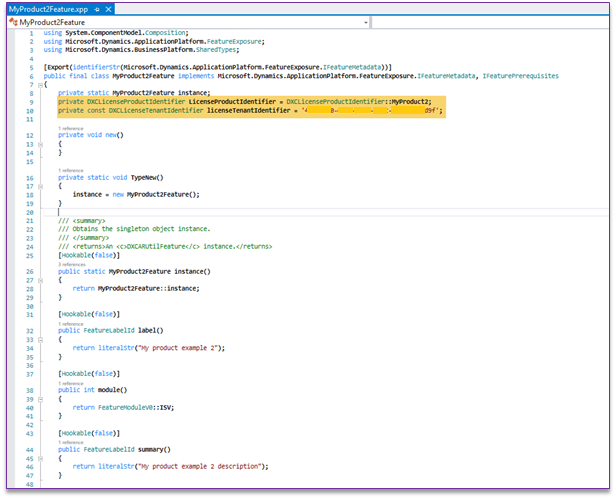 MyProduct2Feature.xpp
MyProduct2Feature
1 using System.ComponentModel.Composition;
2 using Microsoft.Dynamics.ApplicationPlatform.FeatureExposure;
3 using Microsoft.Dynamics.BusinessPlatform.SharedTypes;
4
5 [Export(identifierStr(Microsoft.Dynamics.ApplicationPlatform.FeatureExposure.IFeatureMetadata))]
6 public final class MyProduct2Feature implements Microsoft.Dynamics.ApplicationPlatform.FeatureExposure.IFeatureMetadata, IFeaturePrerequisites
7 {
8 private static MyProduct2Feature instance;
9 private DXCLicenseProductIdentifier LicenseProductIdentifier = DXCLicenseProductIdentifier::MyProduct2;
10 private const DXCLicenseTenantIdentifier licenseTenantIdentifier = '4 0- d9f';
11
1 reference
12 private void new()
13 {
14 }
15
1 reference
16 private static void TypeNew()
17 {
18 instance = new MyProduct2Feature();
19 }
20
21 /// <summary>
22 /// Obtains the singleton object instance.
23 /// </summary>
24 /// <returns>An <c>DXCARUtilFeature</c> instance.</returns>
25 [Hookable(false)]
3 references
26 public static MyProduct2Feature instance()
27 {
28 return MyProduct2Feature::instance;
29 }
30
31 [Hookable(false)]
1 reference
32 public FeatureLabelId label()
33 {
34 return literalStr("My product example 2");
35 }
36
37 [Hookable(false)]
1 reference
38 public int module()
39 {
40 return FeatureModuleV0::ISV;
41 }
42
43 [Hookable(false)]
1 reference
44 public FeatureLabelId summary()
45 {
46 return literalStr("My product example 2 description");
47 }
48